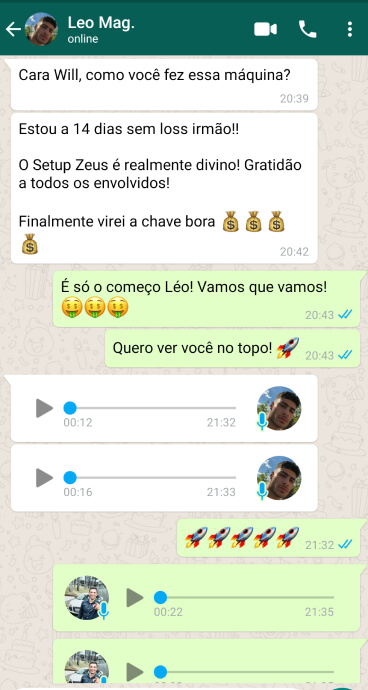 Leo Mag.
online
Cara Will, como você fez essa máquina?
20:39
Estou a 14 dias sem loss irmão!!
O Setup Zeus é realmente divino! Gratidão
a todos os envolvidos!
Finalmente virei a chave bora 💰💰💰
💰
20:42
É só o começo Léo! Vamos que vamos!
🤑🤑🤑
20:43
Quero ver você no topo! 🚀
20:43
00:12
21:32
00:16
21:33
🚀🚀🚀🚀🚀
21:32
00:22
21:35